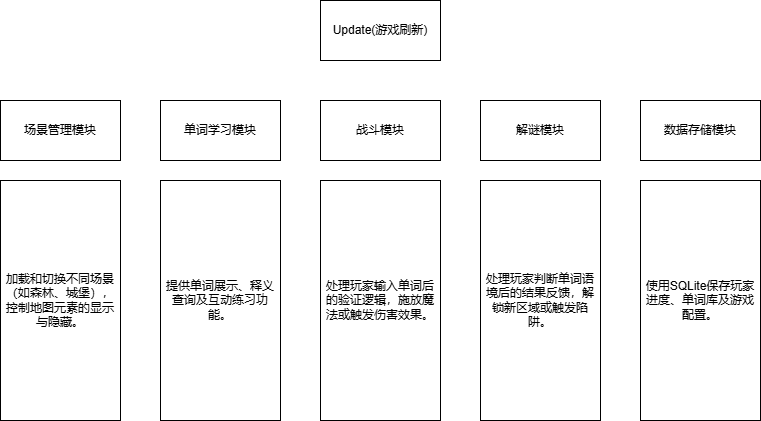 Update(游戏刷新)
场景管理模块
单词学习模块
战斗模块
解谜模块
数据存储模块
加载和切换不同场景
（如森林、城堡），
控制地图元素的显示
与隐藏。
提供单词展示、释义
查询及互动练习功
能。
处理玩家输入单词后
的验证逻辑，施放魔
法或触发伤害效果。
处理玩家判断单词语
境后的结果反馈，解
锁新区域或触发陷
阱。
使用SQLite保存玩家
进度、单词库及游戏
配置。